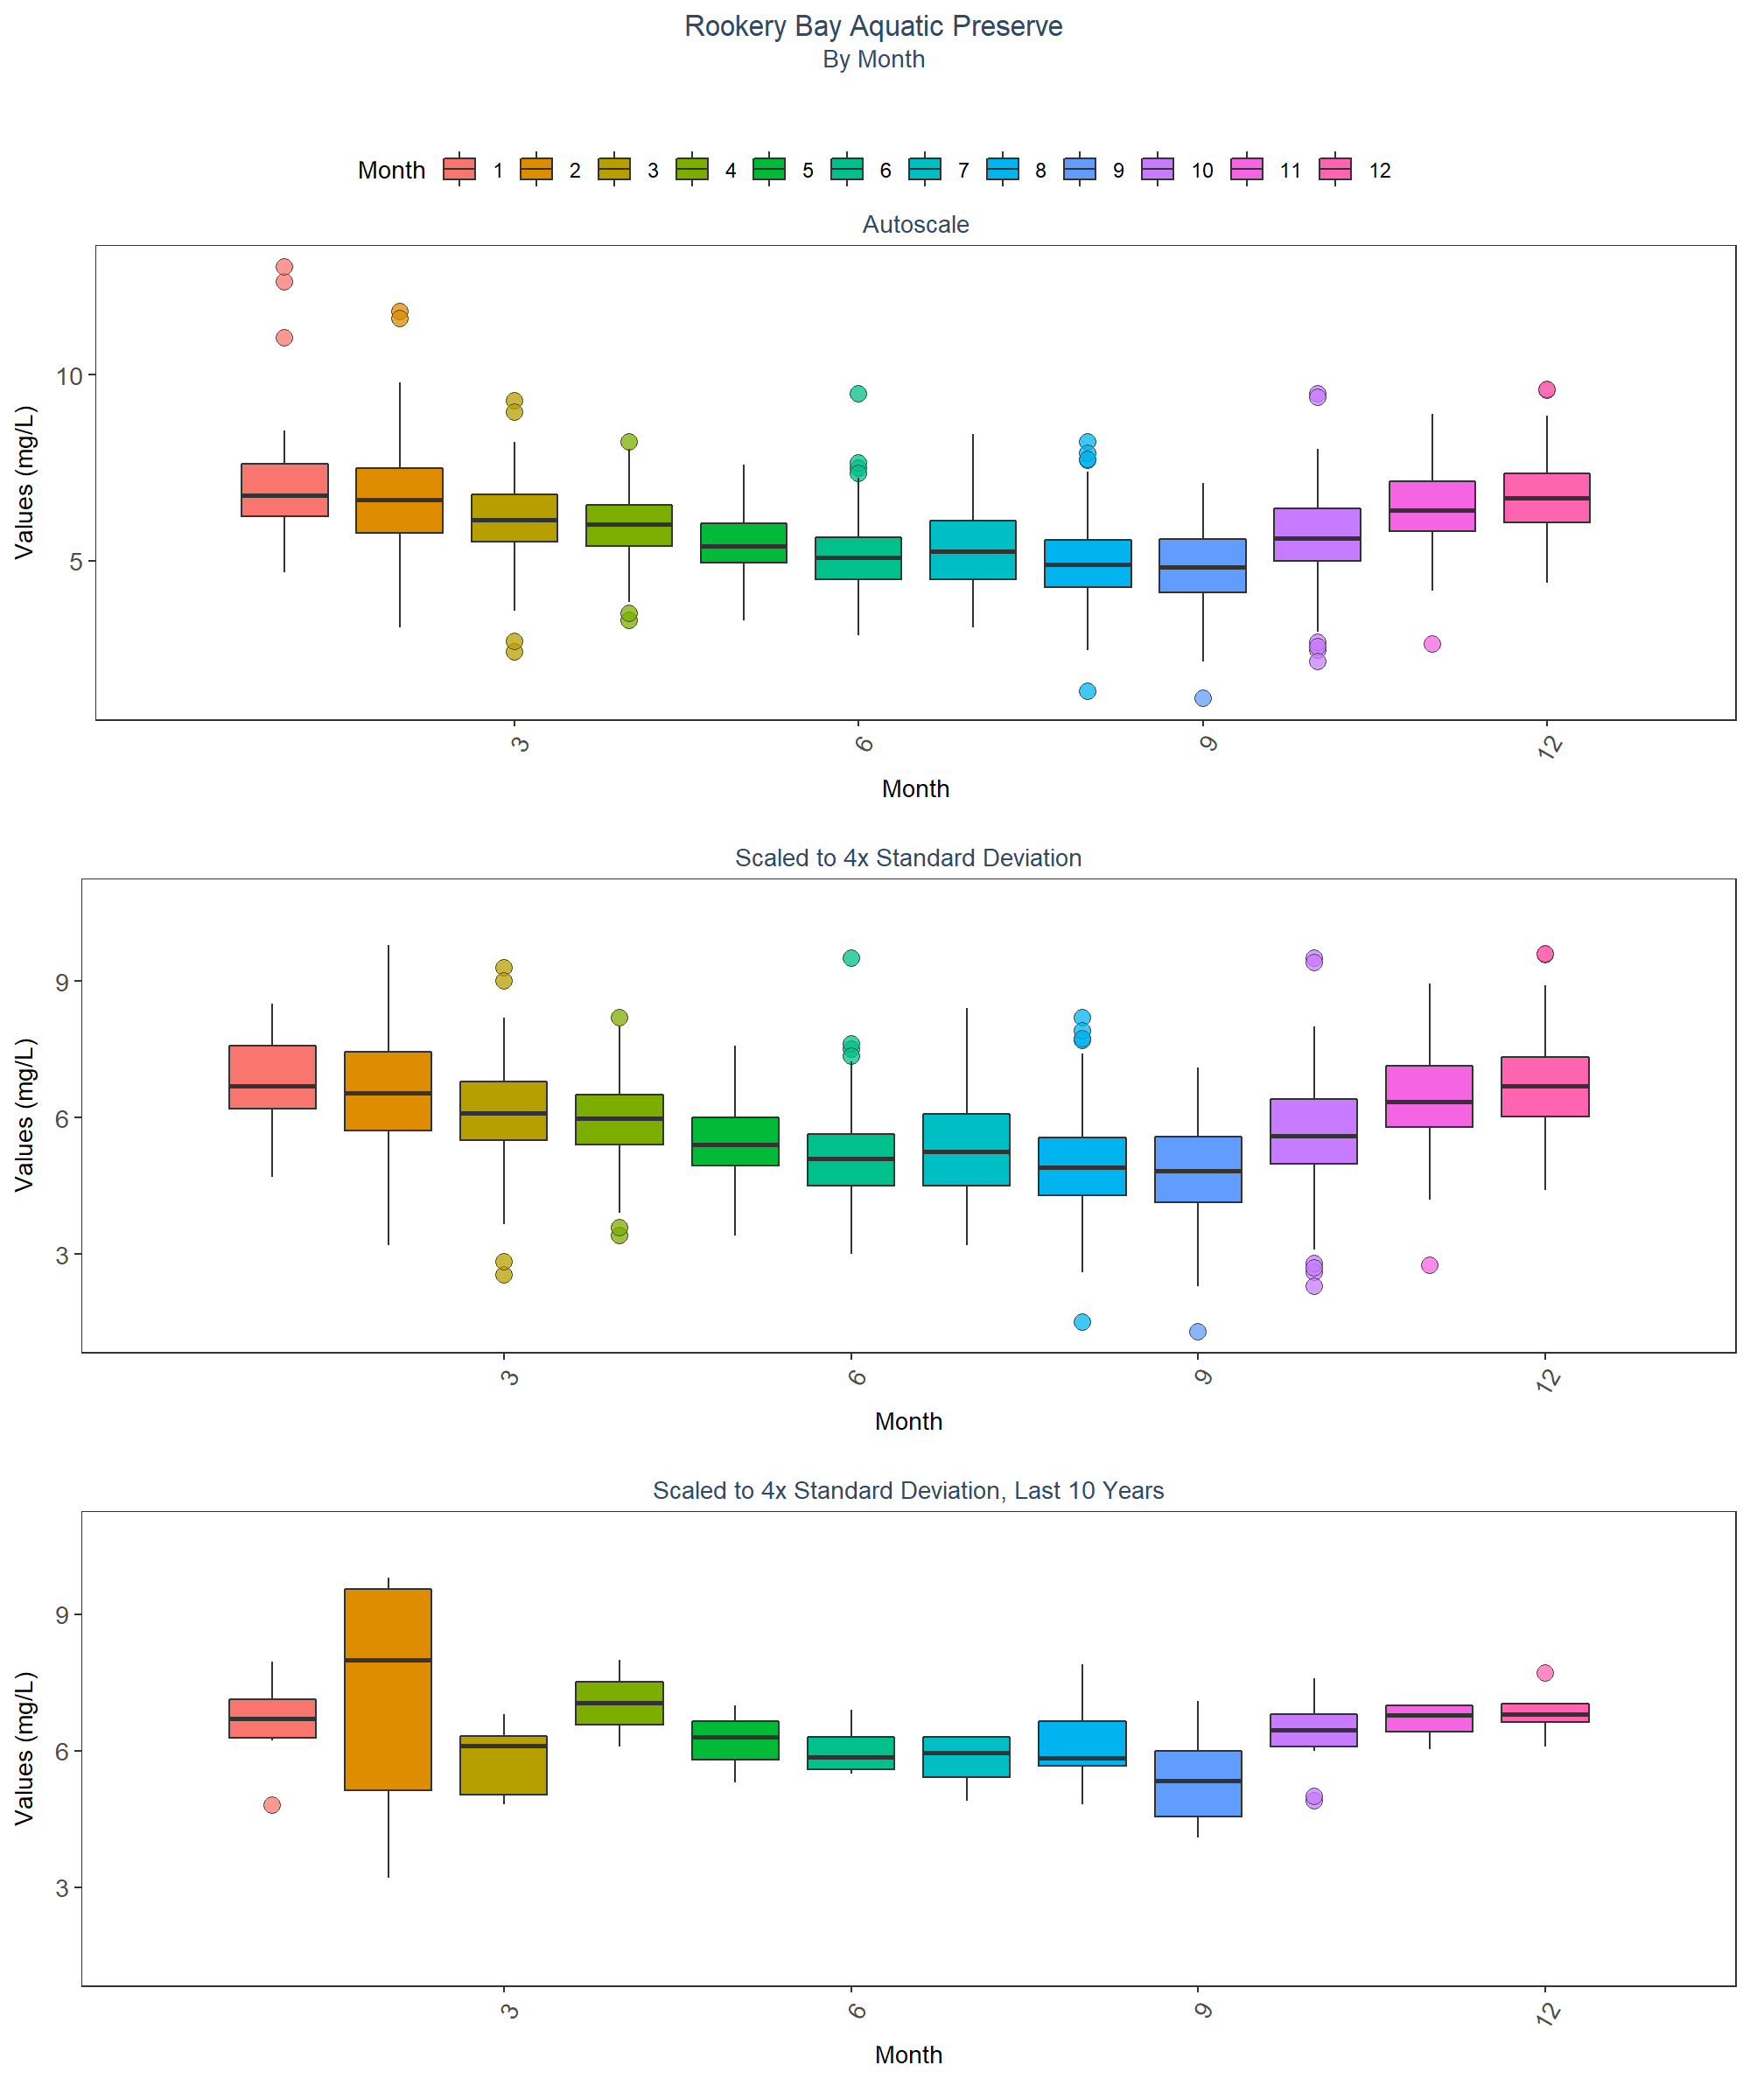 Rookery Bay Aquatic Preserve
By Month
Month 1 2 3 4 5 6 7 8 9 10 11 12
Autoscale
Values (mg/L)
10
5
3 6 9 12
Month
Scaled to 4x Standard Deviation
Values (mg/L)
9
6
3
3 6 9 12
Month
Scaled to 4x Standard Deviation, Last 10 Years
Values (mg/L)
9
6
3
3 6 9 12
Month